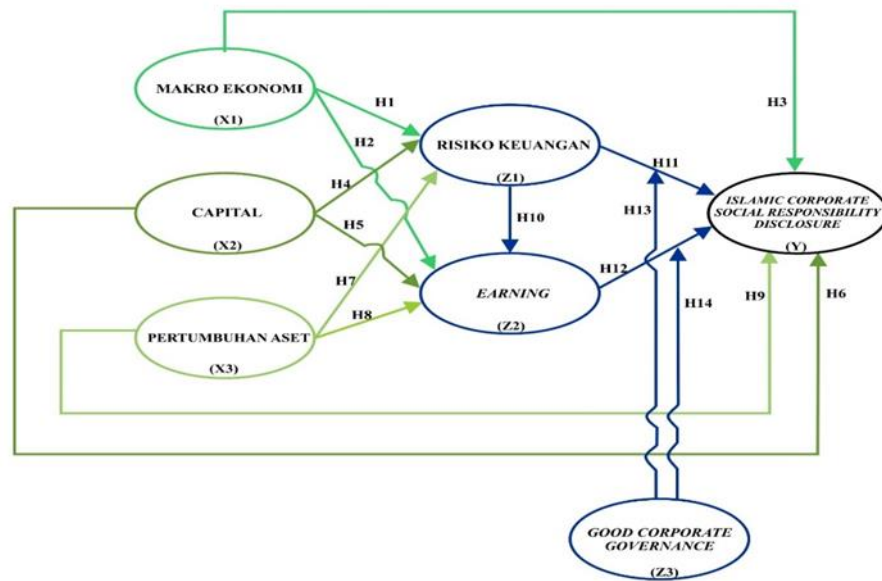 H3
MAKRO EKONOMI
(X1)
H1
H2
RISIKO KEUANGAN
(Z1)
H11
H4
CAPITAL
(X2)
H5
H10
H13
ISLAMIC CORPORATE
SOCIAL RESPONSIBILITY
DISCLOSURE
(Y)
H7
EARNING
(Z2)
H12
H9
H6
H14
H8
PERTUMBUHAN ASET
(X3)
GOOD CORPORATE
GOVERNANCE
(Z3)